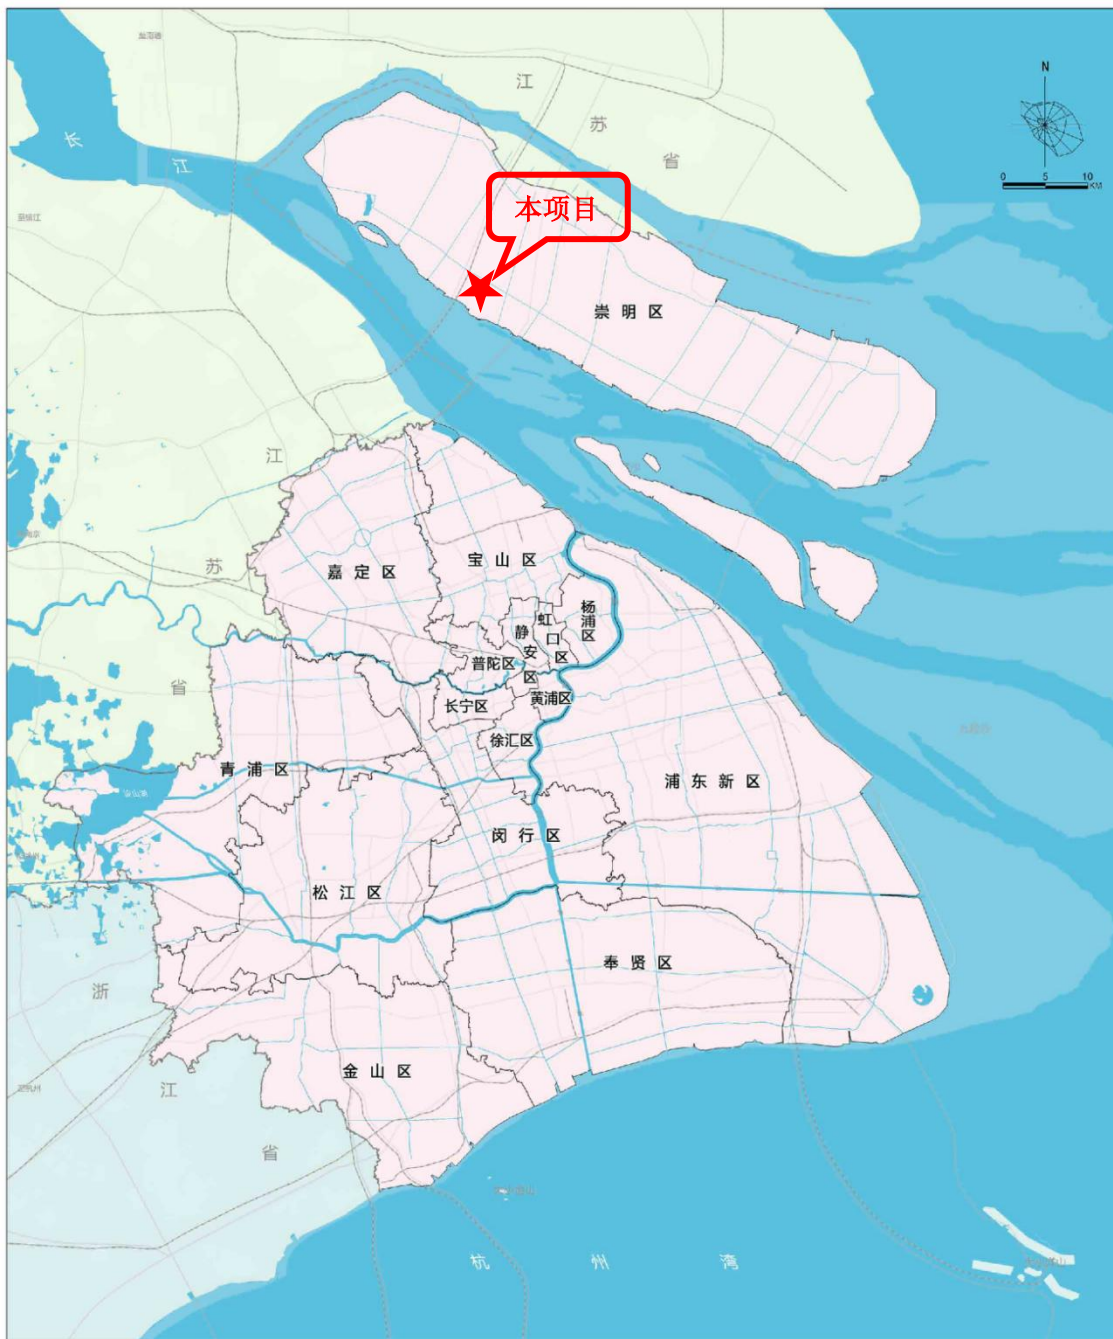 N
0 5 10
KM
江
苏
省
长
江
本项目
崇明区
江
苏
省
嘉定区
宝山区
杨浦区
虹口区
静安区
普陀区
长宁区
黄浦区
徐汇区
青浦区
浦东新区
闵行区
松江区
奉贤区
浙
江
省
金山区
杭州湾